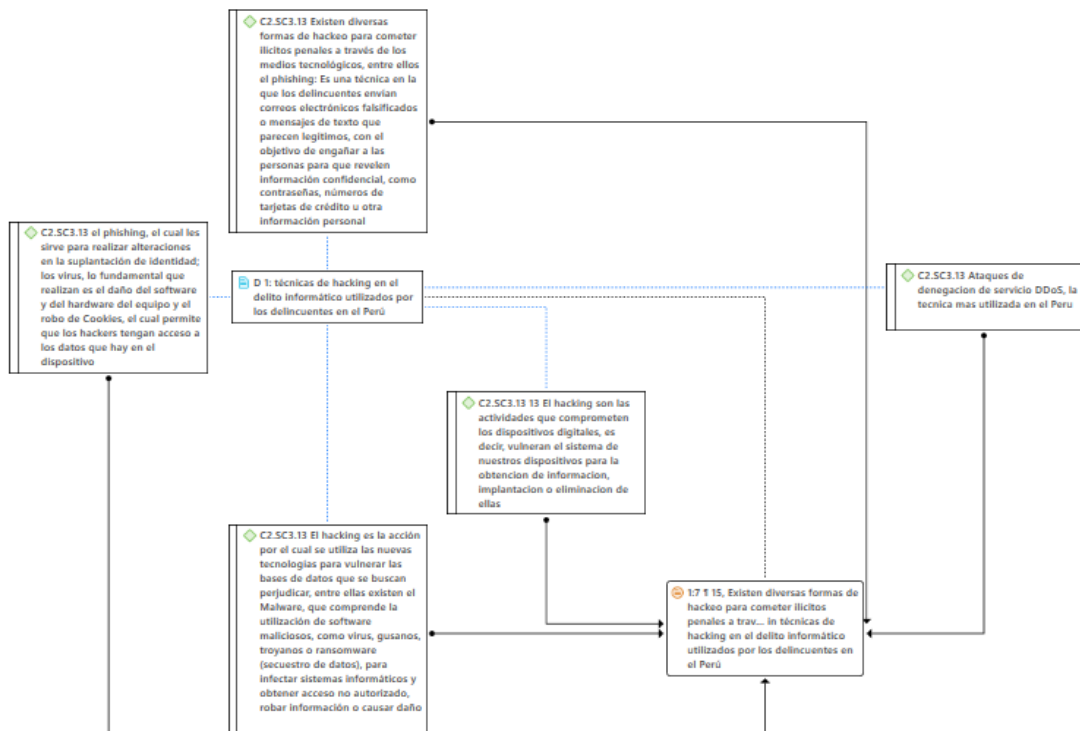 C2.SC3.13 Existen diversas
formas de hackeo para cometer
ilicitos penales a través de los
medios tecnológicos, entre ellos
el phishing: Es una técnica en la
que los delincuentes envian
correos electrónicos falsificados
o mensajes de texto que
parecen legitimos, con el
objetivo de engañar a las
personas para que revelen
información confidencial, como
contraseñas, números de
tarjetas de crédito u otra
información personal
C2.SC3.13 el phishing, el cual les
sirve para realizar alteraciones
en la suplantación de identidad;
los virus, lo fundamental que
realizan es el daño del software
y del hardware del equipo y el
robo de Cookies, el cual permite
que los hackers tengan acceso a
los datos que hay en el
dispositivo
D 1: técnicas de hacking en el
delito informático utilizados por
los delincuentes en el Perú
C2.SC3.13 Ataques de
denegacion de servicio DDoS, la
tecnica mas utilizada en el Peru
C2.SC3.13 13 El hacking son las
actividades que comprometen
los dispositivos digitales, es
decir, vulneran el sistema de
nuestros dispositivos para la
obtencion de informacion,
implantacion o eliminacion de
ellas
C2.SC3.13 El hacking es la acción
por el cual se utiliza las nuevas
tecnologias para vulnerar las
bases de datos que se buscan
perjudicar, entre ellas existen el
Malware, que comprende la
utilización de software
maliciosos, como virus, gusanos,
troyanos o ransomware
(secuestro de datos), para
infectar sistemas informáticos y
obtener acceso no autorizado,
robar información o causar daño
1:7 ¶ 15, Existen diversas formas de
hackeo para cometer ilicitos
penales a trav... in técnicas de
hacking en el delito informático
utilizados por los delincuentes en
el Perú